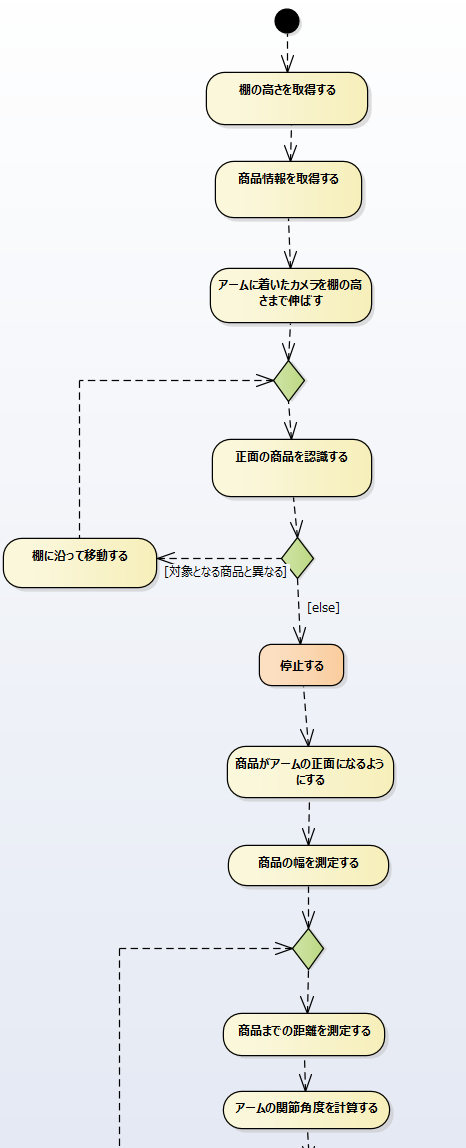 棚の高さを取得する
商品情報を取得する
アームに着いたカメラを棚の高
さまで伸ばす
正面の商品を認識する
棚に沿って移動する
[対象となる商品と異なる]
[else]
停止する
商品がアームの正面になるよう
にする
商品の幅を測定する
商品までの距離を測定する
アームの関節角度を計算する